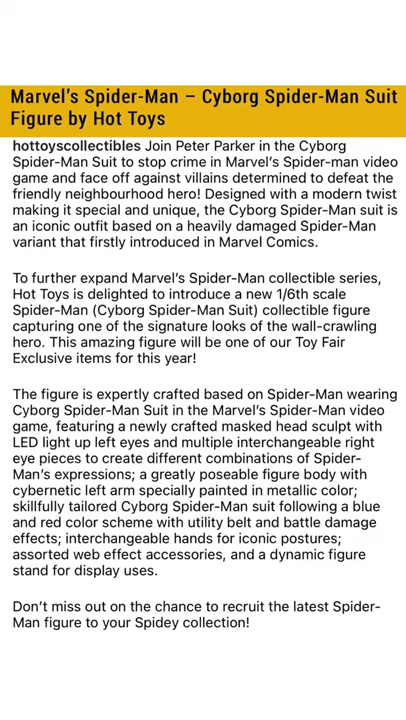 Marvel's Spider-Man – Cyborg Spider-Man Suit
Figure by Hot Toys
hottoyscollectibles Join Peter Parker in the Cyborg
Spider-Man Suit to stop crime in Marvel's Spider-man video
game and face off against villains determined to defeat the
friendly neighbourhood hero! Designed with a modern twist
making it special and unique, the Cyborg Spider-Man suit is
an iconic outfit based on a heavily damaged Spider-Man
variant that firstly introduced in Marvel Comics.
To further expand Marvel's Spider-Man collectible series,
Hot Toys is delighted to introduce a new 1/6th scale
Spider-Man (Cyborg Spider-Man Suit) collectible figure
capturing one of the signature looks of the wall-crawling
hero. This amazing figure will be one of our Toy Fair
Exclusive items for this year!
The figure is expertly crafted based on Spider-Man wearing
Cyborg Spider-Man Suit in the Marvel's Spider-Man video
game, featuring a newly crafted masked head sculpt with
LED light up left eyes and multiple interchangeable right
eye pieces to create different combinations of Spider-
Man's expressions; a greatly poseable figure body with
cybernetic left arm specially painted in metallic color;
skillfully tailored Cyborg Spider-Man suit following a blue
and red color scheme with utility belt and battle damage
effects; interchangeable hands for iconic postures;
assorted web effect accessories, and a dynamic figure
stand for display uses.
Don't miss out on the chance to recruit the latest Spider-
Man figure to your Spidey collection!